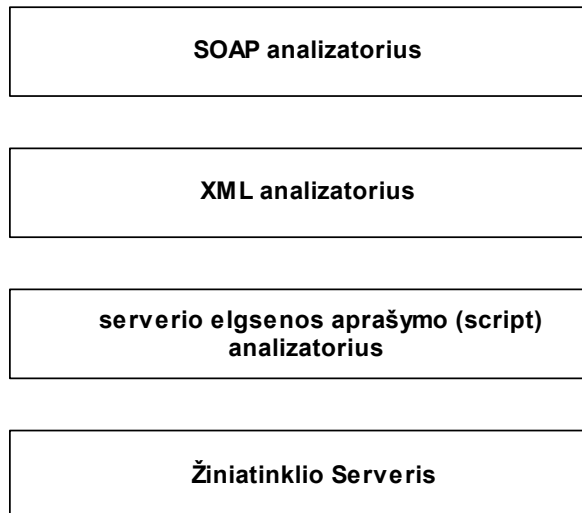 SOAP analizatorius
XML analizatorius
serverio elgsenos aprašymo (script)
analizatorius
Žiniatinklio Serveris